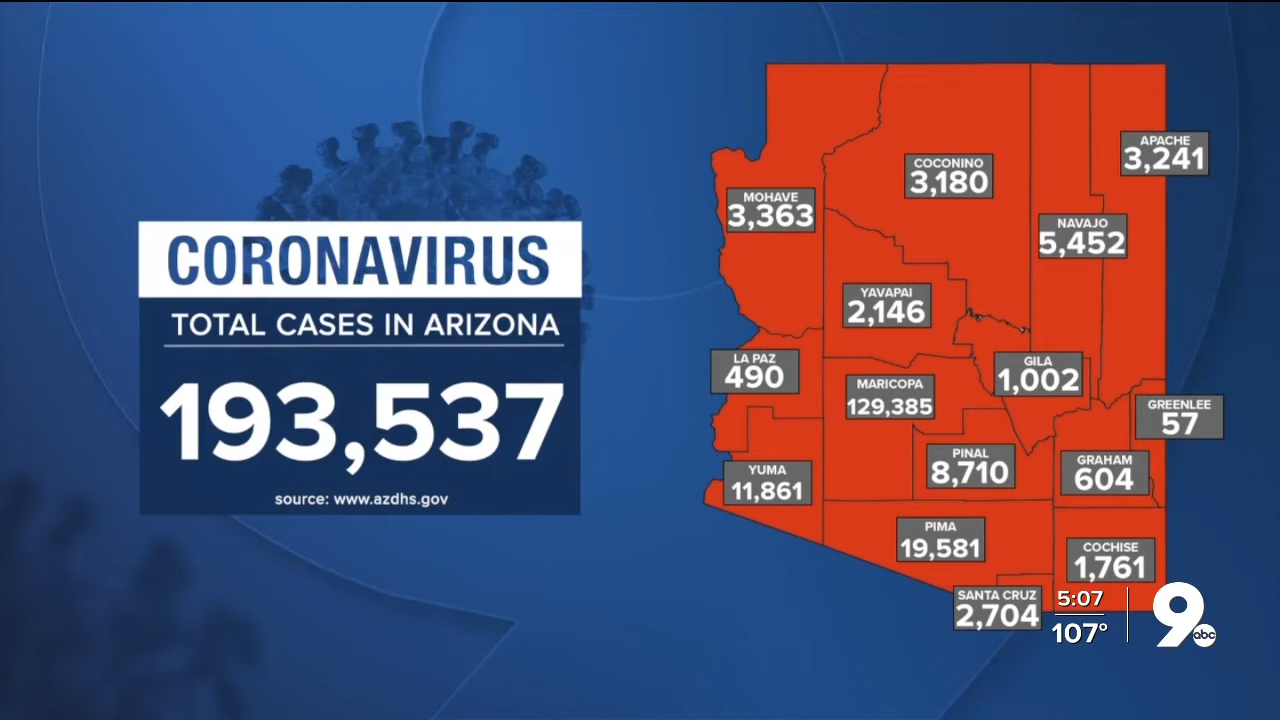 CORONAVIRUS
TOTAL CASES IN ARIZONA
193,537
source: www.azdhs.gov
APACHE
3,241
COCONINO
3,180
MOHAVE
3,363
NAVAJO
5,452
YAVAPAI
2,146
LA PAZ
490
GILA
1,002
MARICOPA
129,385
GREENLEE
57
PINAL
8,710
GRAHAM
604
YUMA
11,861
PIMA
19,581
COCHISE
1,761
SANTA CRUZ
2,704
5:07
107°
9
abc